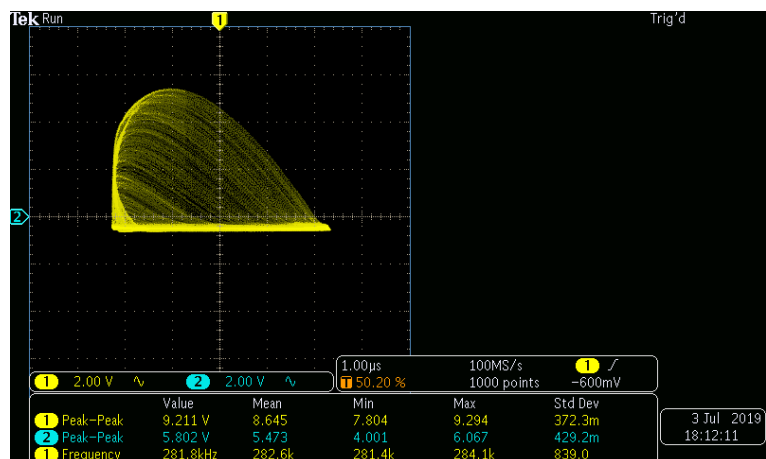 Tek Run
1
Trig'd
2
1 2.00 V
2 2.00 V
1.00µs 100MS/s 1
T 50.20 % 1000 points −600mV
Value Mean Min Max Std Dev
1 Peak−Peak 9.211 V 8.645 7.804 9.294 372.3m
2 Peak−Peak 5.802 V 5.473 4.001 6.067 429.2m
1 Frequency 281.8kHz 282.6k 281.4k 284.1k 839.0
3 Jul 2019
18:12:11